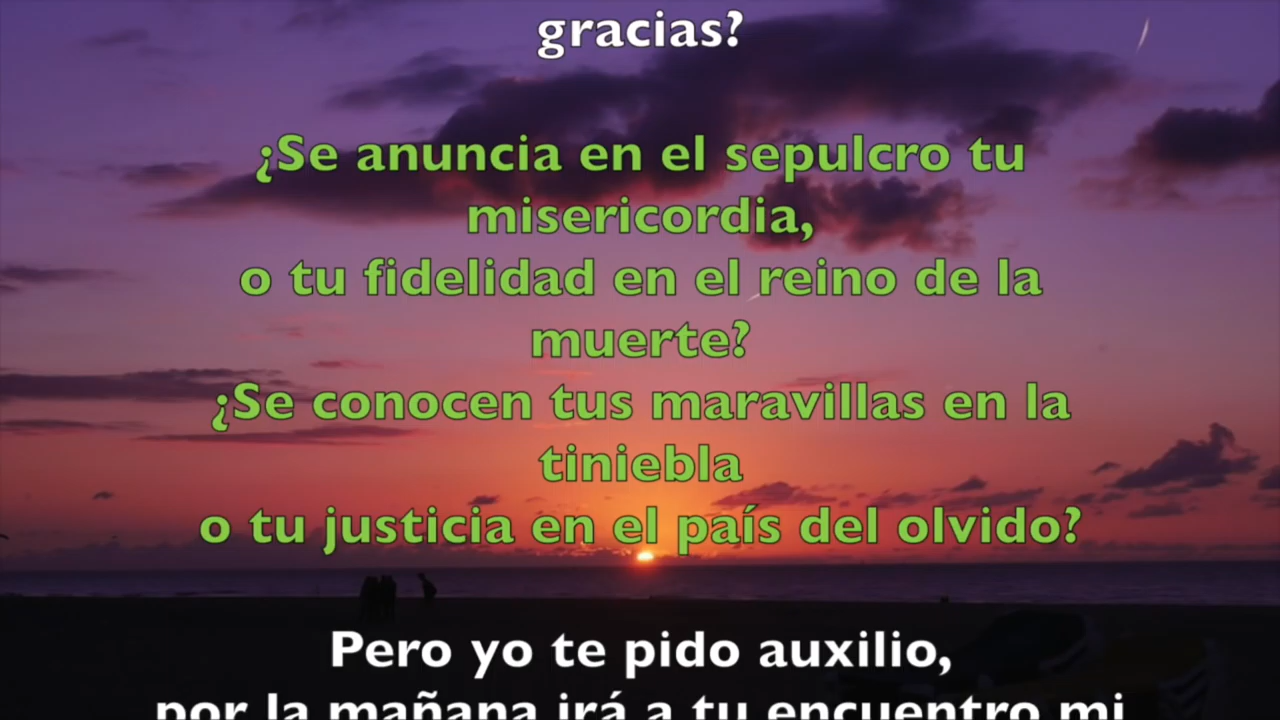 gracias?
¿Se anuncia en el sepulcro tu
misericordia,
o tu fidelidad en el reino de la
muerte?
¿Se conocen tus maravillas en la
tiniebla
o tu justicia en el país del olvido?
Pero yo te pido auxilio,
por la mañana irá a tu encuentro mi